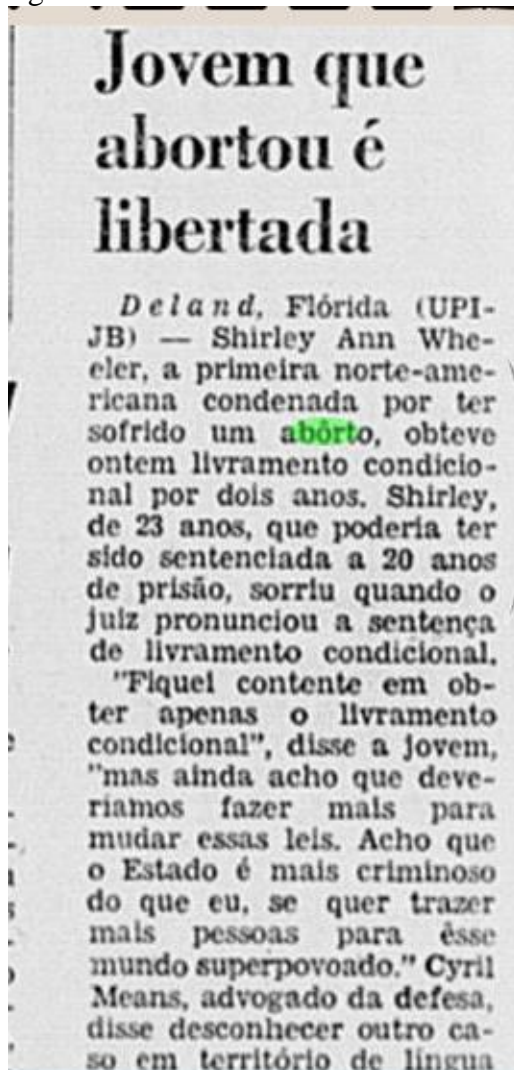 Jovem que
abortou é
libertada
Deland, Flórida (UPI-
JB) — Shirley Ann Whe-
eler, a primeira norte-ame-
ricana condenada por ter
sofrido um abôrto, obteve
ontem livramento condicio-
nal por dois anos. Shirley,
de 23 anos, que poderia ter
sido sentenciada a 20 anos
de prisão, sorriu quando o
juiz pronunciou a sentença
de livramento condicional.
"Fiquei contente em ob-
ter apenas o livramento
condicional", disse a jovem,
"mas ainda acho que deve-
ríamos fazer mais para
mudar essas leis. Acho que
o Estado é mais criminoso
do que eu, se quer trazer
mais pessoas para êsse
mundo superpovoado." Cyril
Means, advogado da defesa,
disse desconhecer outro ca-
so em território de língua